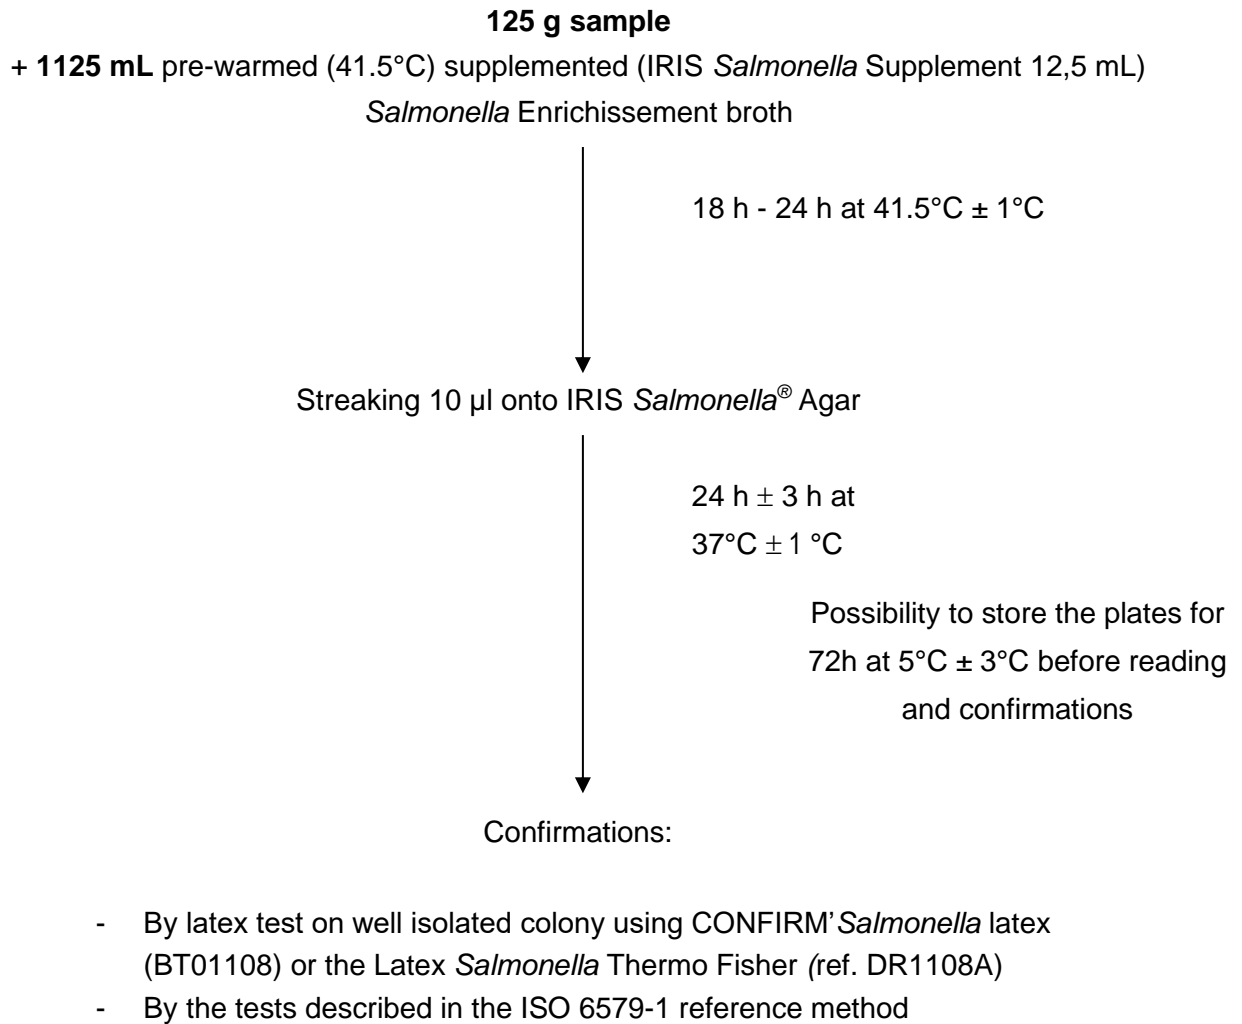 125 g sample
+ 1125 mL pre-warmed (41.5°C) supplemented (IRIS Salmonella Supplement 12,5 mL)
Salmonella Enrichissement broth
18 h - 24 h at 41.5°C ± 1°C
Streaking 10 µl onto IRIS Salmonella® Agar
24 h ± 3 h at
37°C ± 1 °C
Possibility to store the plates for
72h at 5°C ± 3°C before reading
and confirmations
Confirmations:
- By latex test on well isolated colony using CONFIRM’Salmonella latex
(BT01108) or the Latex Salmonella Thermo Fisher (ref. DR1108A)
- By the tests described in the ISO 6579-1 reference method